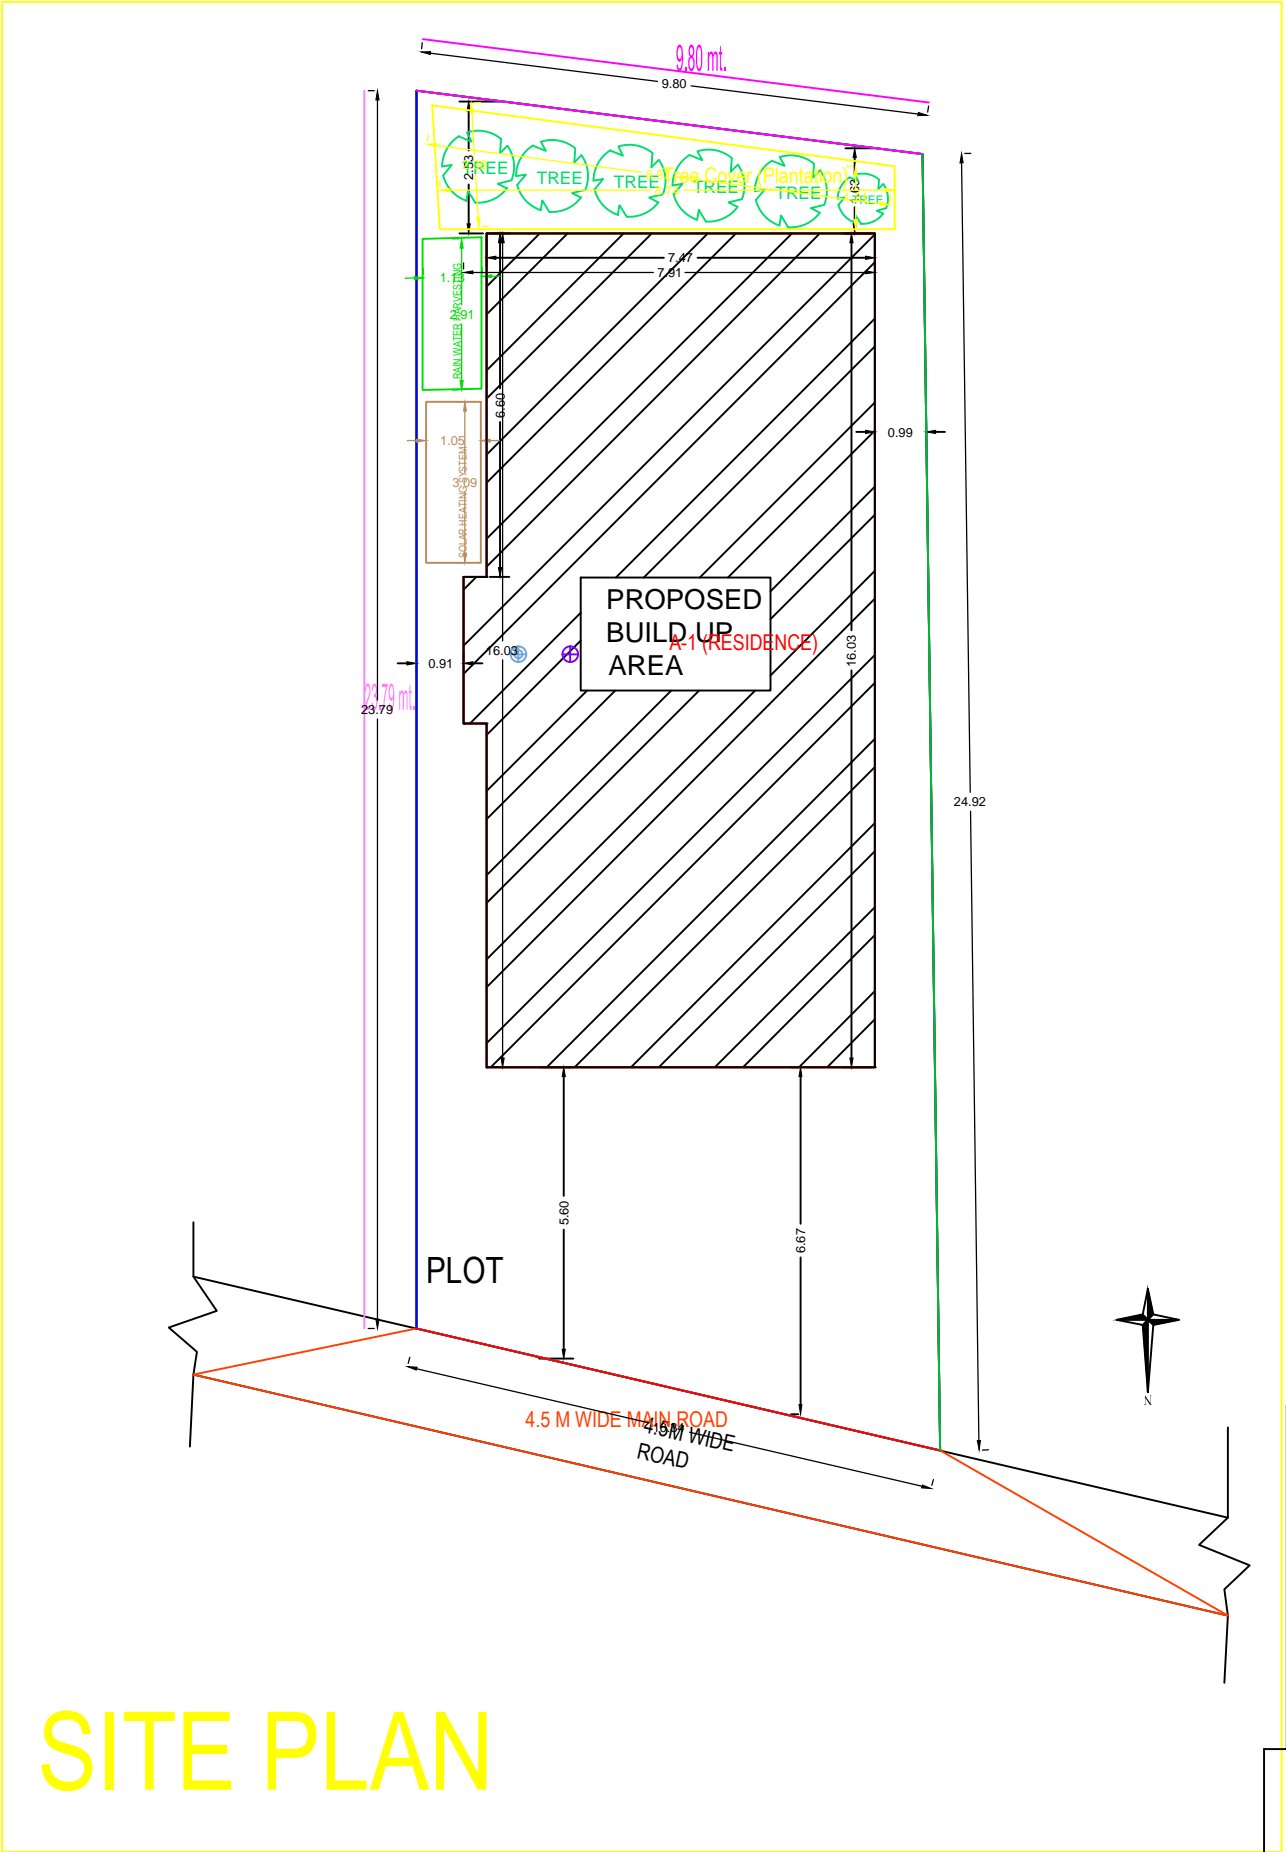 9.80 mt.
9.80
2.53
TREE
TREE
TREE
TREE
TREE
TREE
Tree Cover (Plantation)
7.47
7.91
2.91
RAIN WATER HARVESTING
6.60
0.99
1.05
3.09
SOLAR HEATING SYSTEM
PROPOSED
BUILD UP
AREA
A-1 (RESIDENCE)
16.03
16.03
0.91
23.79 mt.
23.79
24.92
5.60
6.67
PLOT
N
4.5 M WIDE MAIN ROAD
4.5M WIDE
ROAD
SITE PLAN